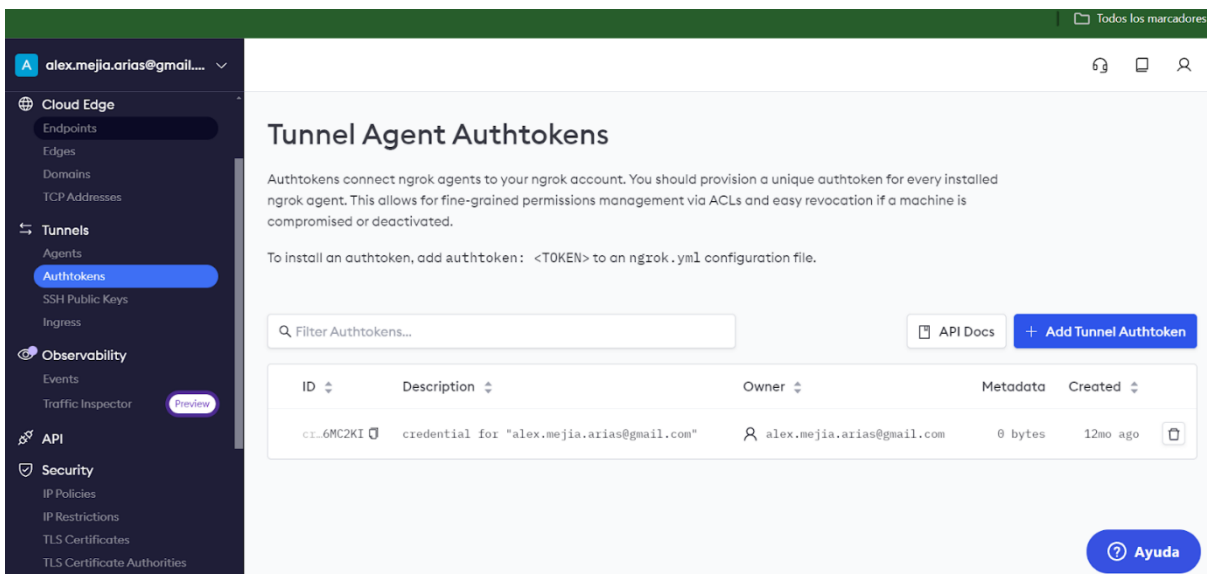 Todos los marcadores
A alex.mejia.arias@gmail....
Cloud Edge
Endpoints
Edges
Domains
TCP Addresses
Tunnels
Agents
Authtokens
SSH Public Keys
Ingress
Observability
Events
Traffic Inspector Preview
API
Security
IP Policies
IP Restrictions
TLS Certificates
TLS Certificate Authorities
Tunnel Agent Authtokens
Authtokens connect ngrok agents to your ngrok account. You should provision a unique authtoken for every installed
ngrok agent. This allows for fine-grained permissions management via ACLs and easy revocation if a machine is
compromised or deactivated.
To install an authtoken, add authtoken: <TOKEN> to an ngrok.yml configuration file.
Filter Authtokens...
API Docs
+ Add Tunnel Authtoken
ID Description Owner Metadata Created
cr…6MC2KI credential for "alex.mejia.arias@gmail.com" alex.mejia.arias@gmail.com 0 bytes 12mo ago
Ayuda